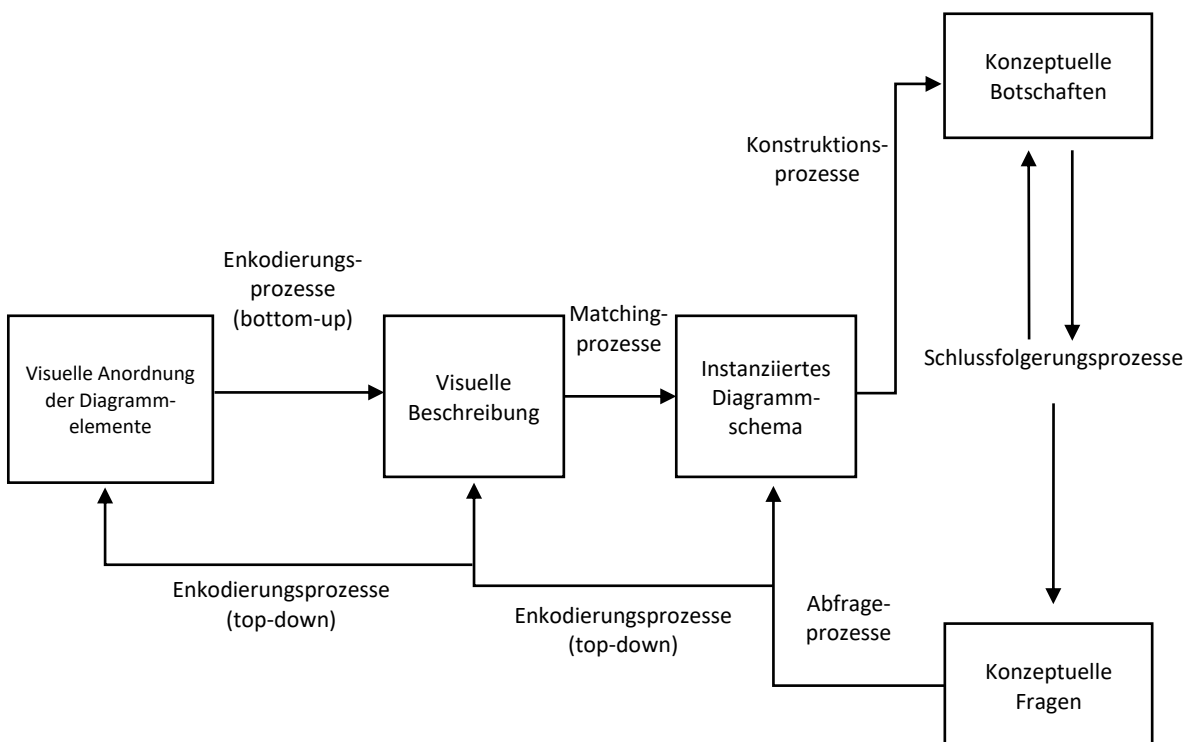 Konzeptuelle
Botschaften
Konstruktions-
prozesse
Enkodierungs-
prozesse
(bottom-up)
Matching-
prozesse
Visuelle Anordnung
der Diagramm-
elemente
Visuelle
Beschreibung
Instanziiertes
Diagramm-
schema
Schlussfolgerungsprozesse
Enkodierungsprozesse
(top-down)
Enkodierungsprozesse
(top-down)
Abfrage-
prozesse
Konzeptuelle
Fragen